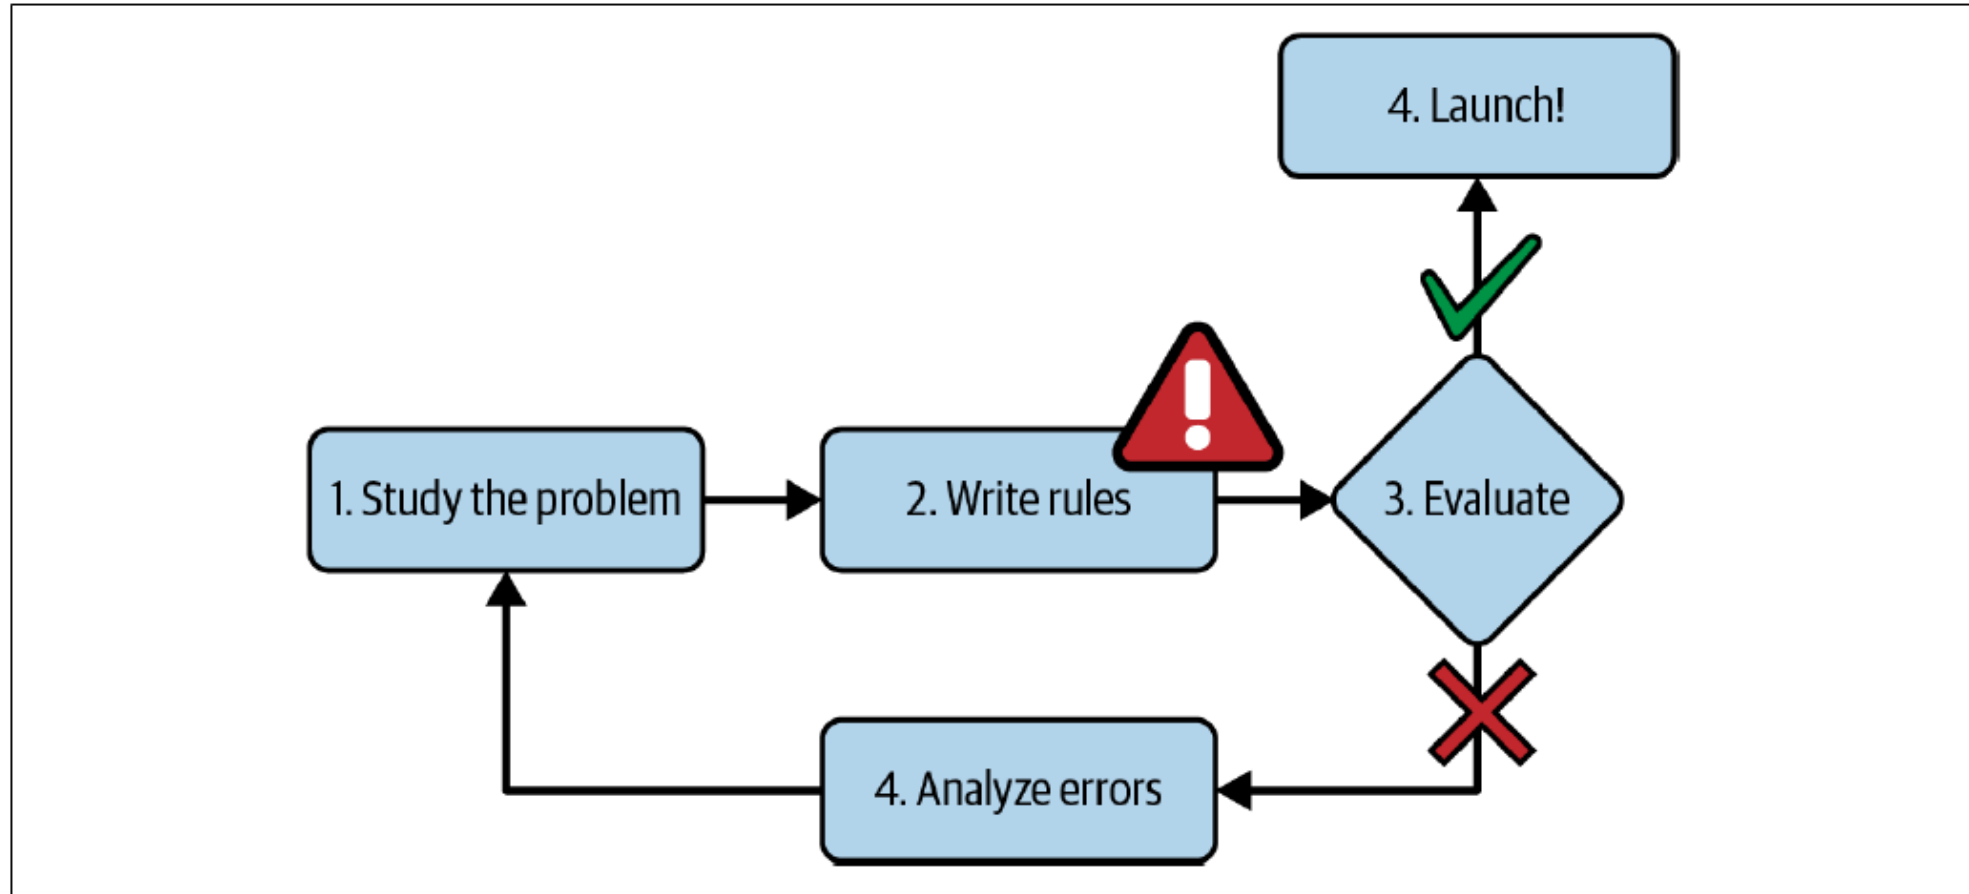 4. Launch!
1. Study the problem
2. Write rules
3. Evaluate
4. Analyze errors